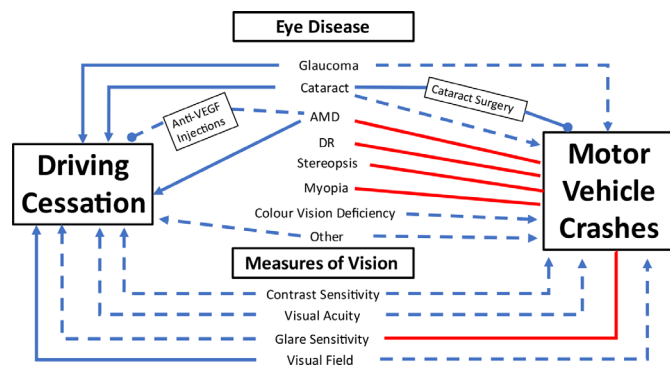 Eye Disease
Glaucoma
Cataract
Cataract Surgery
Anti-VEGF
Injections
AMD
DR
Stereopsis
Myopia
Driving
Cessation
Motor
Vehicle
Crashes
Colour Vision Deficiency
Other
Measures of Vision
Contrast Sensitivity
Visual Acuity
Glare Sensitivity
Visual Field